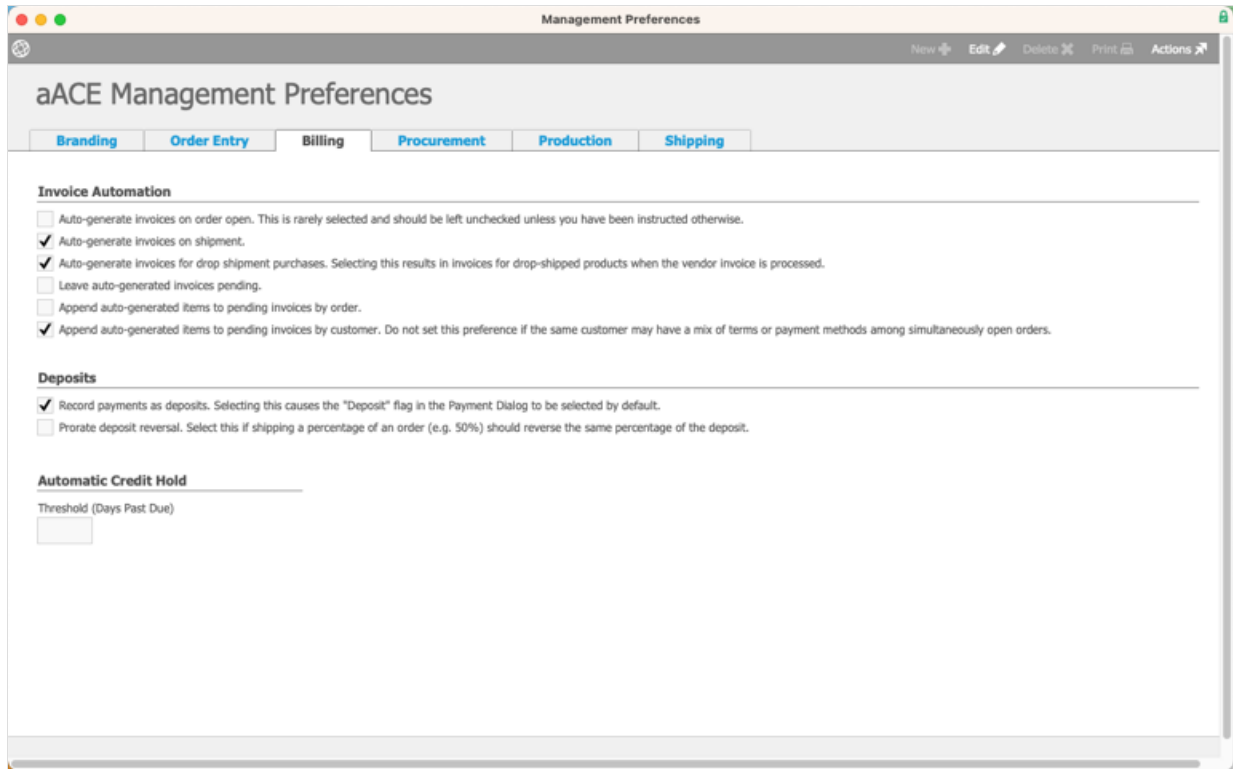 Management Preferences
New Edit Delete Print Actions
aACE Management Preferences
Branding Order Entry Billing Procurement Production Shipping
Invoice Automation
Auto-generate invoices on order open. This is rarely selected and should be left unchecked unless you have been instructed otherwise.
Auto-generate invoices on shipment.
Auto-generate invoices for drop shipment purchases. Selecting this results in invoices for drop-shipped products when the vendor invoice is processed.
Leave auto-generated invoices pending.
Append auto-generated items to pending invoices by order.
Append auto-generated items to pending invoices by customer. Do not set this preference if the same customer may have a mix of terms or payment methods among simultaneously open orders.
Deposits
Record payments as deposits. Selecting this causes the "Deposit" flag in the Payment Dialog to be selected by default.
Prorate deposit reversal. Select this if shipping a percentage of an order (e.g. 50%) should reverse the same percentage of the deposit.
Automatic Credit Hold
Threshold (Days Past Due)